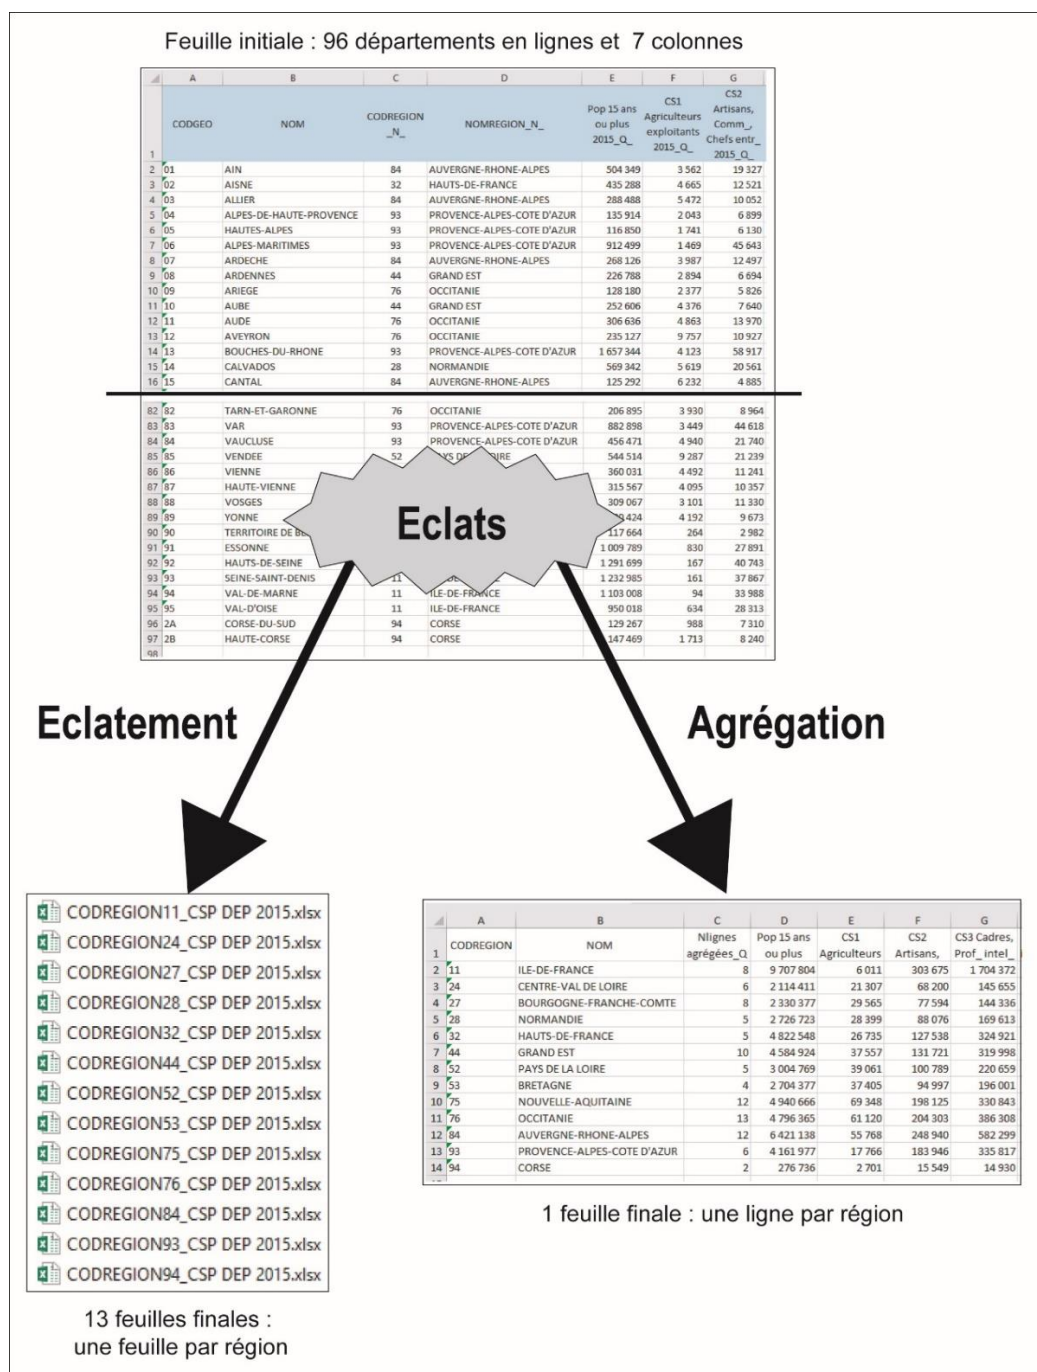 Feuille initiale : 96 départements en lignes et 7 colonnes
A B C D E F G
1 CODGEO NOM CODREGION _N_ NOMREGION_N_ Pop 15 ans ou plus 2015_Q_ CS1 Agriculteurs exploitants 2015_Q_ CS2 Artisans, Comm_, Chefs entr_ 2015_Q_
2 01 AIN 84 AUVERGNE-RHONE-ALPES 504 349 3 562 19 327
3 02 AISNE 32 HAUTS-DE-FRANCE 435 288 4 665 12 521
4 03 ALLIER 84 AUVERGNE-RHONE-ALPES 288 488 5 472 10 052
5 04 ALPES-DE-HAUTE-PROVENCE 93 PROVENCE-ALPES-COTE D'AZUR 135 914 2 043 6 899
6 05 HAUTES-ALPES 93 PROVENCE-ALPES-COTE D'AZUR 116 850 1 741 6 130
7 06 ALPES-MARITIMES 93 PROVENCE-ALPES-COTE D'AZUR 912 499 1 469 45 643
8 07 ARDECHE 84 AUVERGNE-RHONE-ALPES 268 126 3 987 12 497
9 08 ARDENNES 44 GRAND EST 226 788 2 894 6 694
10 09 ARIEGE 76 OCCITANIE 128 180 2 377 5 826
11 10 AUBE 44 GRAND EST 252 606 4 376 7 640
12 11 AUDE 76 OCCITANIE 306 636 4 863 13 970
13 12 AVEYRON 76 OCCITANIE 235 127 9 757 10 927
14 13 BOUCHES-DU-RHONE 93 PROVENCE-ALPES-COTE D'AZUR 1 657 344 4 123 58 917
15 14 CALVADOS 28 NORMANDIE 569 342 5 619 20 561
16 15 CANTAL 84 AUVERGNE-RHONE-ALPES 125 292 6 232 4 885
82 82 TARN-ET-GARONNE 76 OCCITANIE 206 895 3 930 8 964
83 83 VAR 93 PROVENCE-ALPES-COTE D'AZUR 882 898 3 449 44 618
84 84 VAUCLUSE 93 PROVENCE-ALPES-COTE D'AZUR 456 471 4 940 21 740
85 85 VENDEE 52 544 514 9 287 21 239
86 86 VIENNE 360 031 4 492 11 241
87 87 HAUTE-VIENNE 315 567 4 095 10 357
88 88 VOSGES 309 067 3 101 11 330
89 89 YONNE 424 4 192 9 673
90 90 TERRITOIRE DE 117 664 264 2 982
91 91 ESSONNE 1 009 789 830 27 891
92 92 HAUTS-DE-SEINE 1 291 699 167 40 743
93 93 SEINE-SAINT-DENIS 11 1 232 985 161 37 867
94 94 VAL-DE-MARNE 11 ILE-DE-FRANCE 1 103 008 94 33 988
95 95 VAL-D'OISE 11 ILE-DE-FRANCE 950 018 634 28 313
96 2A CORSE-DU-SUD 94 CORSE 129 267 988 7 310
97 2B HAUTE-CORSE 94 CORSE 147 469 1 713 8 240
98
Eclats
Eclatement
Agrégation
CODREGION11_CSP DEP 2015.xlsx
CODREGION24_CSP DEP 2015.xlsx
CODREGION27_CSP DEP 2015.xlsx
CODREGION28_CSP DEP 2015.xlsx
CODREGION32_CSP DEP 2015.xlsx
CODREGION44_CSP DEP 2015.xlsx
CODREGION52_CSP DEP 2015.xlsx
CODREGION53_CSP DEP 2015.xlsx
CODREGION75_CSP DEP 2015.xlsx
CODREGION76_CSP DEP 2015.xlsx
CODREGION84_CSP DEP 2015.xlsx
CODREGION93_CSP DEP 2015.xlsx
CODREGION94_CSP DEP 2015.xlsx
13 feuilles finales :
une feuille par région
A B C D E F G
1 CODREGION NOM Nlignes agrégées_Q Pop 15 ans ou plus CS1 Agriculteurs CS2 Artisans, CS3 Cadres, Prof_ intel_
2 11 ILE-DE-FRANCE 8 9 707 804 6 011 303 675 1 704 372
3 24 CENTRE-VAL DE LOIRE 6 2 114 411 21 307 68 200 145 655
4 27 BOURGOGNE-FRANCHE-COMTE 8 2 330 377 29 565 77 594 144 336
5 28 NORMANDIE 5 2 726 723 28 399 88 076 169 613
6 32 HAUTS-DE-FRANCE 5 4 822 548 26 735 127 538 324 921
7 44 GRAND EST 10 4 584 924 37 557 131 721 319 998
8 52 PAYS DE LA LOIRE 5 3 004 769 39 061 100 789 220 659
9 53 BRETAGNE 4 2 704 377 37 405 94 997 196 001
10 75 NOUVELLE-AQUITAINE 12 4 940 666 69 348 198 125 330 843
11 76 OCCITANIE 13 4 796 365 61 120 204 303 386 308
12 84 AUVERGNE-RHONE-ALPES 12 6 421 138 55 768 248 940 582 299
13 93 PROVENCE-ALPES-COTE D'AZUR 6 4 161 977 17 766 183 946 335 817
14 94 CORSE 2 276 736 2 701 15 549 14 930
1 feuille finale : une ligne par région